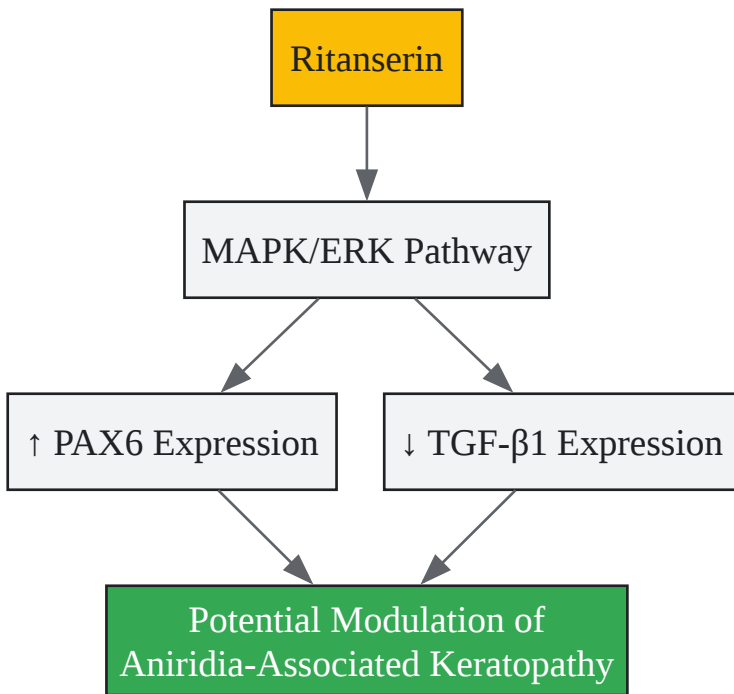 Ritanserin
MAPK/ERK Pathway
↑ PAX6 Expression
↓ TGF-β1 Expression
Potential Modulation of
Aniridia-Associated Keratopathy